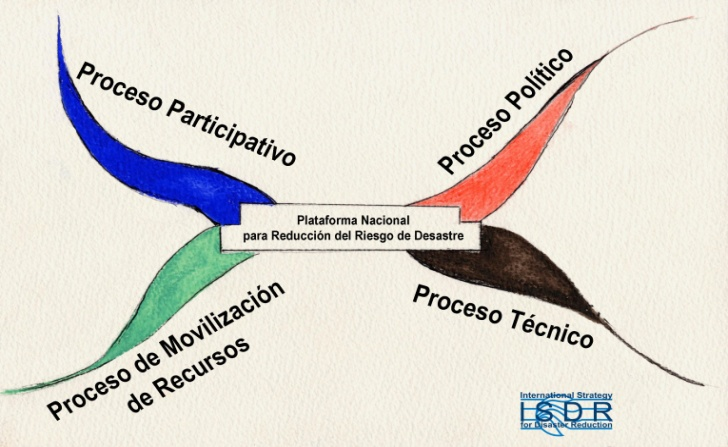 Proceso Participativo
Proceso Político
Plataforma Nacional
para Reducción del Riesgo de Desastre
Proceso de Movilización
de Recursos
Proceso Técnico
International Strategy
ISDR
for Disaster Reduction